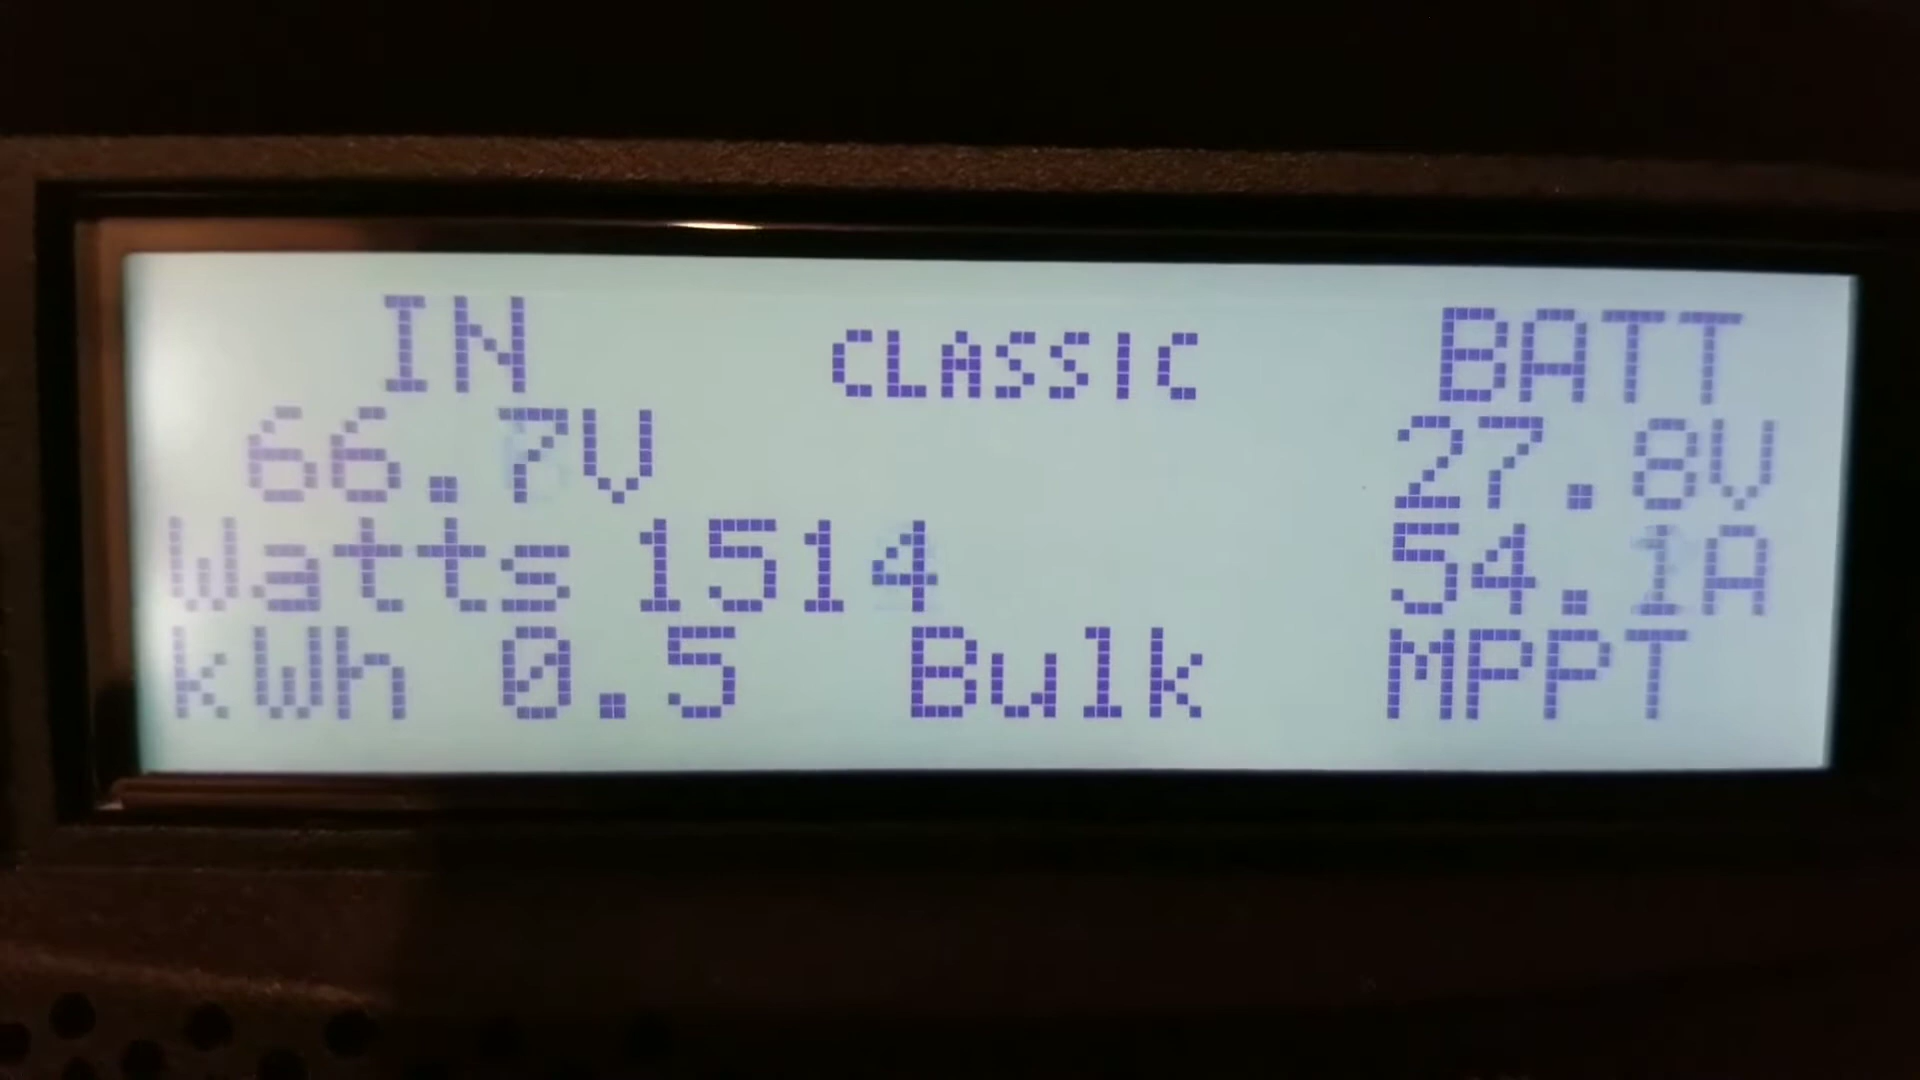 IN CLASSIC BATT
66.7V 27.8V
Watts 1514 54.1A
kWh 0.5 Bulk MPPT